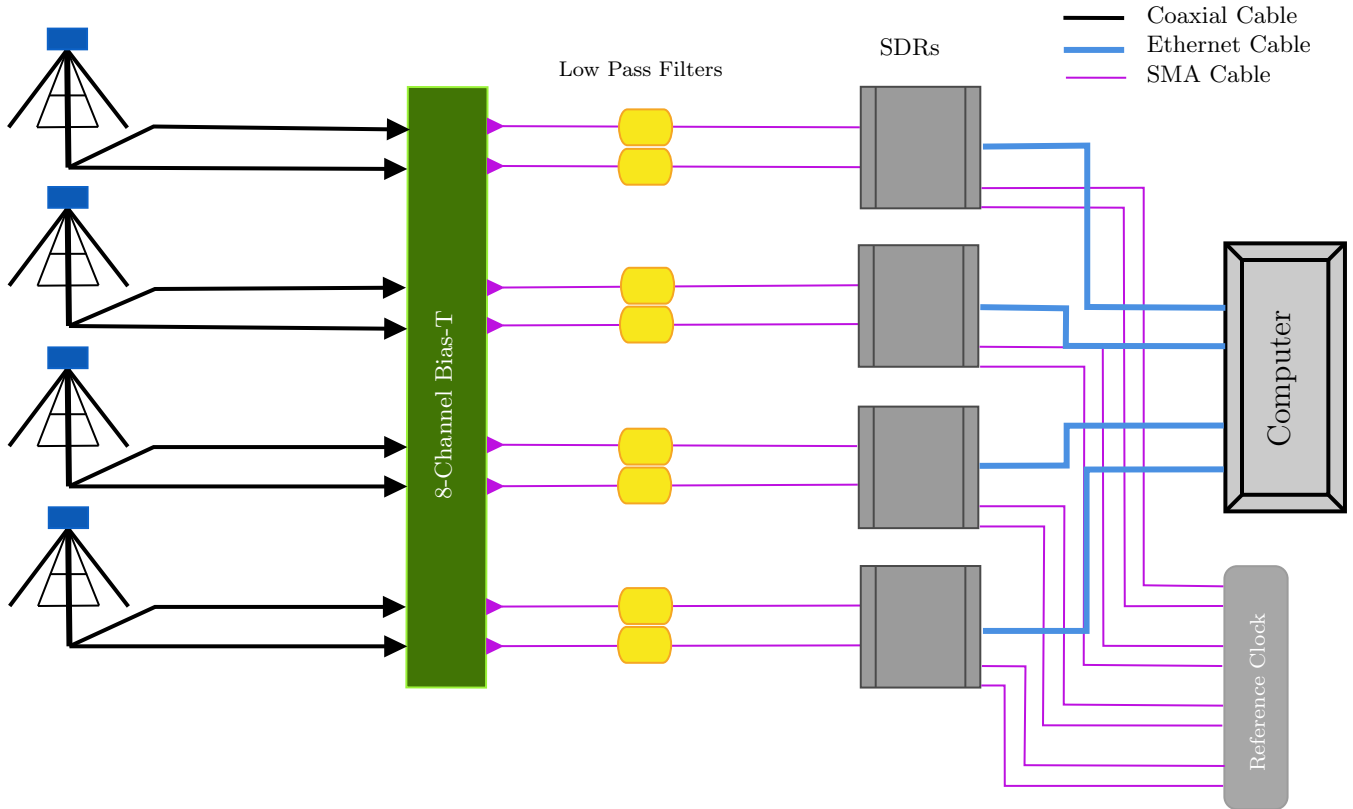 Coaxial Cable
Ethernet Cable
SMA Cable
SDRs
Low Pass Filters
8-Channel Bias-T
Computer
Reference Clock